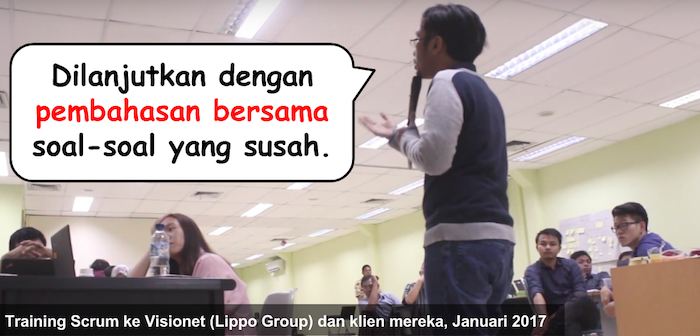 Dilanjutkan dengan
pembahasan bersama
soal-soal yang susah.
Training Scrum ke Visionet (Lippo Group) dan klien mereka, Januari 2017